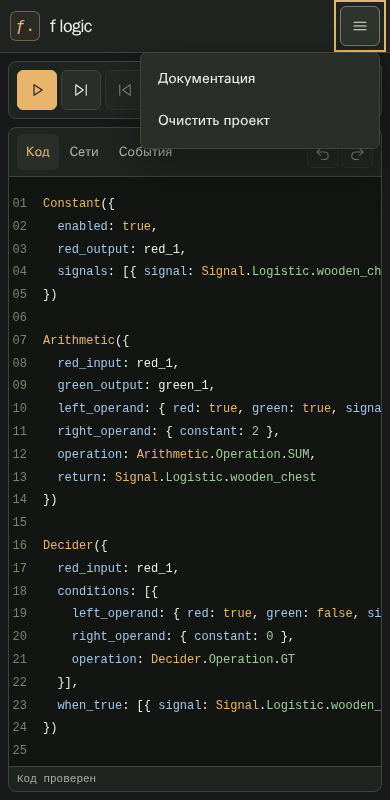 f. f logic
Документация
Очистить проект
Код Сети События
01 Constant({
02   enabled: true,
03   red_output: red_1,
04   signals: [{ signal: Signal.Logistic.wooden_ch
05 })
06
07 Arithmetic({
08   red_input: red_1,
09   green_output: green_1,
10   left_operand: { red: true, green: true, signa
11   right_operand: { constant: 2 },
12   operation: Arithmetic.Operation.SUM,
13   return: Signal.Logistic.wooden_chest
14 })
15
16 Decider({
17   red_input: red_1,
18   conditions: [{
19     left_operand: { red: true, green: false, si
20     right_operand: { constant: 0 },
21     operation: Decider.Operation.GT
22   }],
23   when_true: [{ signal: Signal.Logistic.wooden_
24 })
25
Код проверен